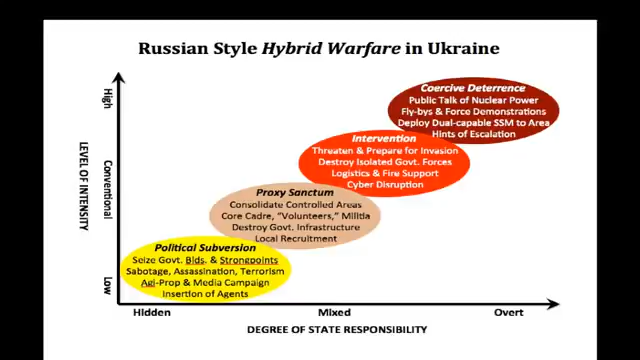 Russian Style Hybrid Warfare in Ukraine
Coercive Deterrence
Public Talk of Nuclear Power
Fly-bys & Force Demonstrations
Deploy Dual-capable SSM to Area
Hints of Escalation
Intervention
Threaten & Prepare for Invasion
Destroy Isolated Govt. Forces
Logistics & Fire Support
Cyber Disruption
Proxy Sanctum
Consolidate Controlled Areas
Core Cadre, “Volunteers,” Militia
Destroy Govt. Infrastructure
Local Recruitment
Political Subversion
Seize Govt. Blds. & Strongpoints
Sabotage, Assassination, Terrorism
Agi-Prop & Media Campaign
Insertion of Agents
LEVEL OF INTENSITY
High
Conventional
Low
Hidden Mixed Overt
DEGREE OF STATE RESPONSIBILITY